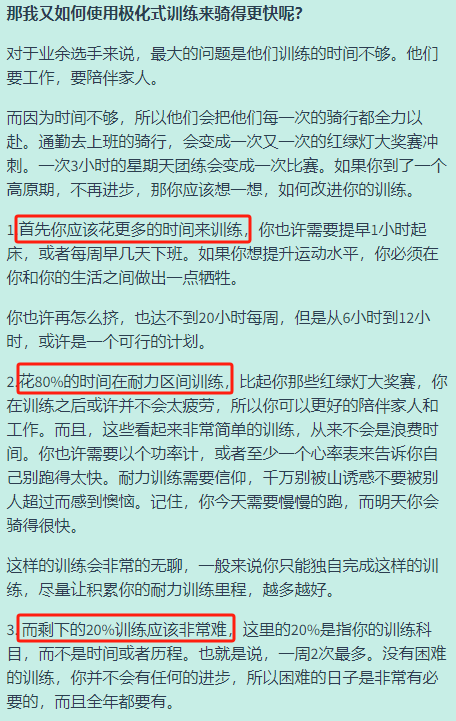 那我又如何使用极化式训练来骑得更快呢？
对于业余选手来说，最大的问题是他们训练的时间不够。他们
要工作，要陪伴家人。
而因为时间不够，所以他们会把他们每一次的骑行都全力以
赴。通勤去上班的骑行，会变成一次又一次的红绿灯大奖赛冲
刺。一次3小时的星期天团练会变成一次比赛。如果你到了一个
高原期，不再进步，那你应该想一想，如何改进你的训练。
1.首先你应该花更多的时间来训练，你也许需要提早1小时起
床，或者每周早几天下班。如果你想提升运动水平，你必须在
你和你的生活之间做出一点牺牲。
你也许再怎么挤，也达不到20小时每周，但是从6小时到12小
时，或许是一个可行的计划。
2.花80%的时间在耐力区间训练，比起你那些红绿灯大奖赛，你
在训练之后或许并不会太疲劳，所以你可以更好的陪伴家人和
工作。而且，这些看起来非常简单的训练，从来不会是浪费时
间。你也许需要以个功率计，或者至少一个心率表来告诉你自
己别跑得太快。耐力训练需要信仰，千万别被山诱惑不要被别
人超过而感到懊恼。记住，你今天需要慢慢的跑，而明天你会
骑得很快。
这样的训练会非常的无聊，一般来说你只能独自完成这样的训
练，尽量让积累你的耐力训练里程，越多越好。
3.而剩下的20%训练应该非常难，这里的20%是指你的训练科
目，而不是时间或者历程。也就是说，一周2次最多。没有困难
的训练，你并不会有任何的进步，所以困难的日子是非常有必
要的，而且全年都要有。